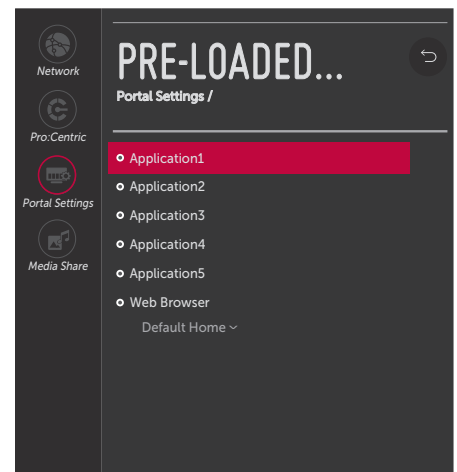 Network
Pro:Centric
Portal Settings
Media Share
PRE-LOADED...
Portal Settings /
Application1
Application2
Application3
Application4
Application5
Web Browser
Default Home